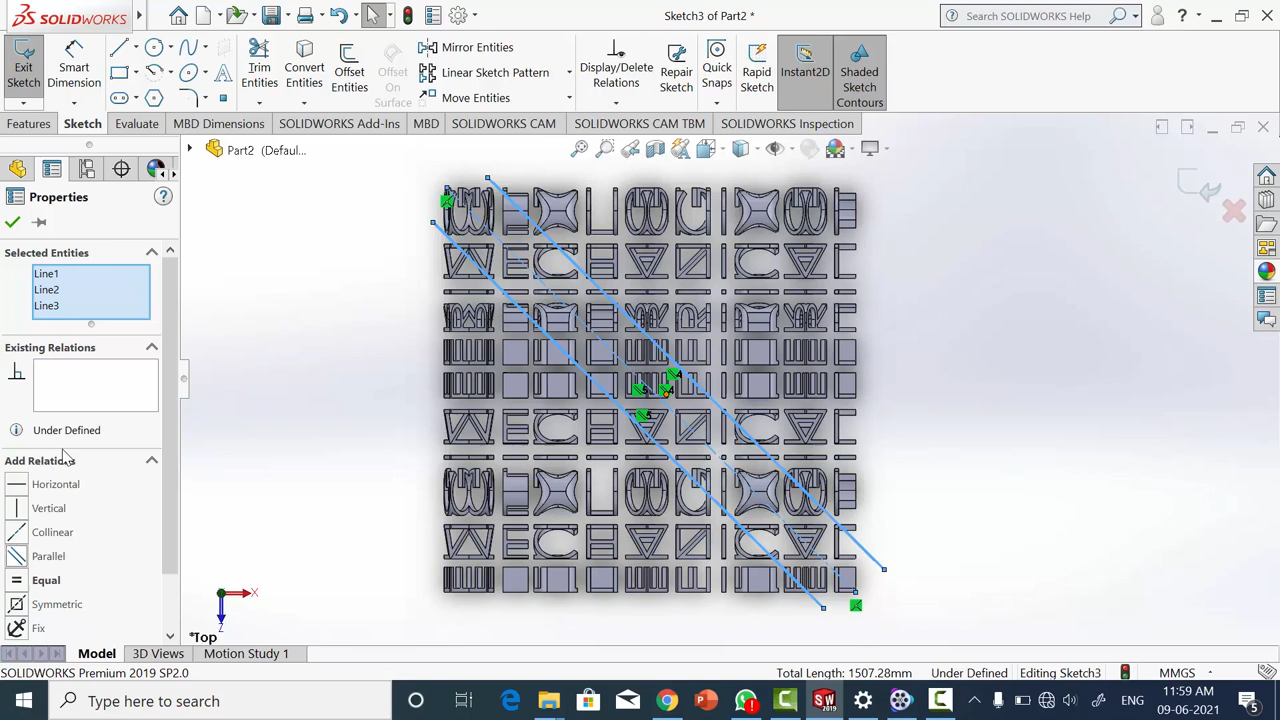 SOLIDWORKS
Sketch3 of Part2 *
Search SOLIDWORKS Help
Exit Sketch
Smart Dimension
Trim Entities
Convert Entities
Offset Entities
Offset On Surface
Mirror Entities
Linear Sketch Pattern
Move Entities
Display/Delete Relations
Repair Sketch
Quick Snaps
Rapid Sketch
Instant2D
Shaded Sketch Contours
Features
Sketch
Evaluate
MBD Dimensions
SOLIDWORKS Add-Ins
MBD
SOLIDWORKS CAM
SOLIDWORKS CAM TBM
SOLIDWORKS Inspection
Part2 (Defaul...
Properties
Selected Entities
Line1
Line2
Line3
Existing Relations
Under Defined
Add Relations
Horizontal
Vertical
Collinear
Parallel
Equal
Symmetric
Fix
X
Z
*Top
Model
3D Views
Motion Study 1
SOLIDWORKS Premium 2019 SP2.0
Total Length: 1507.28mm
Under Defined
Editing Sketch3
MMGS
Type here to search
ENG
11:59 AM
09-06-2021
5